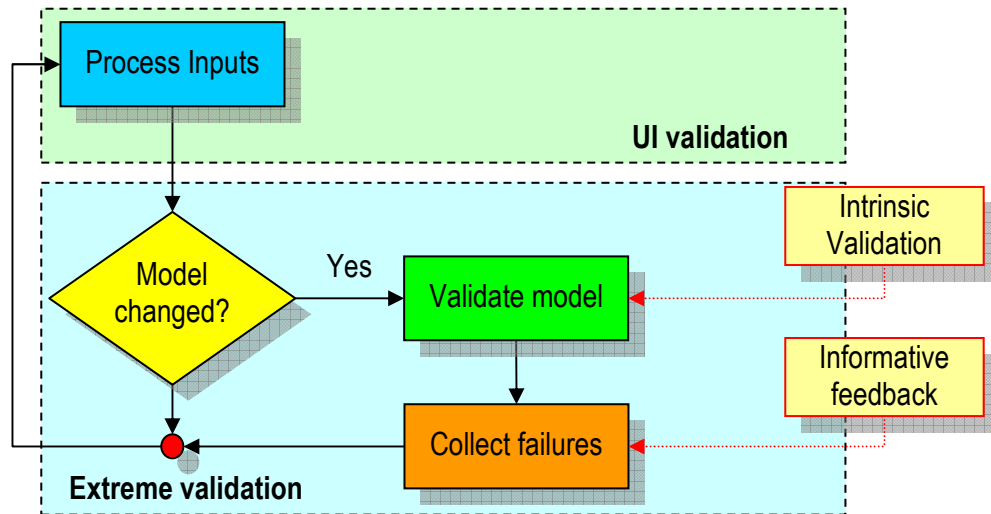 Process Inputs
UI validation
Model
changed?
Yes
Validate model
Intrinsic
Validation
Informative
feedback
Collect failures
Extreme validation